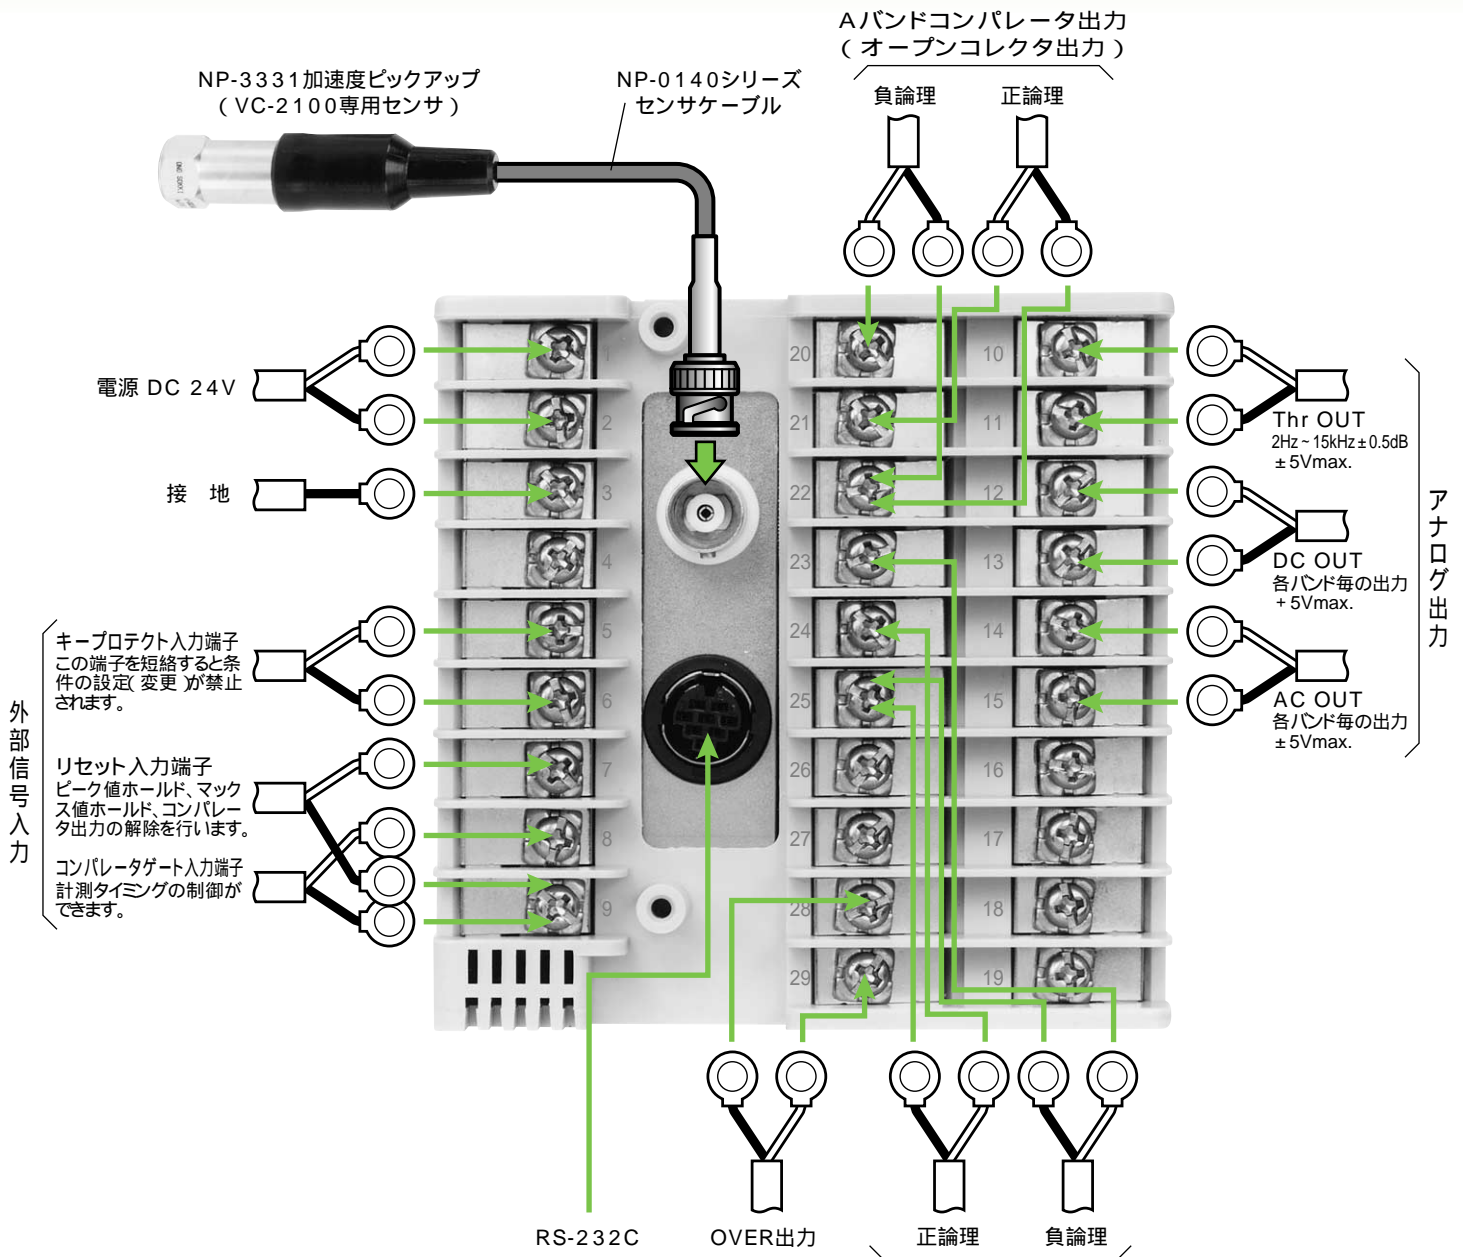 Aバンドコンパレータ出力
(オープンコレクタ出力)
負論理
正論理
NP-3331加速度ピックアップ
(VC-2100専用センサ)
NP-0140シリーズ
センサケーブル
ONO SOKKI
電源 DC 24V
接 地
外部信号入力
キープロテクト入力端子
この端子を短絡すると条
件の設定(変更)が禁止
されます。
リセット入力端子
ピーク値ホールド、マック
ス値ホールド、コンパレー
タ出力の解除を行います。
コンパレータゲート入力端子
計測タイミングの制御が
できます。
1
2
3
4
5
6
7
8
9
20
21
22
23
24
25
26
27
28
29
10
11
12
13
14
15
16
17
18
19
Thr OUT
2Hz~15kHz±0.5dB
±5Vmax.
DC OUT
各バンド毎の出力
+5Vmax.
AC OUT
各バンド毎の出力
±5Vmax.
アナログ出力
RS-232C
OVER出力
正論理
負論理